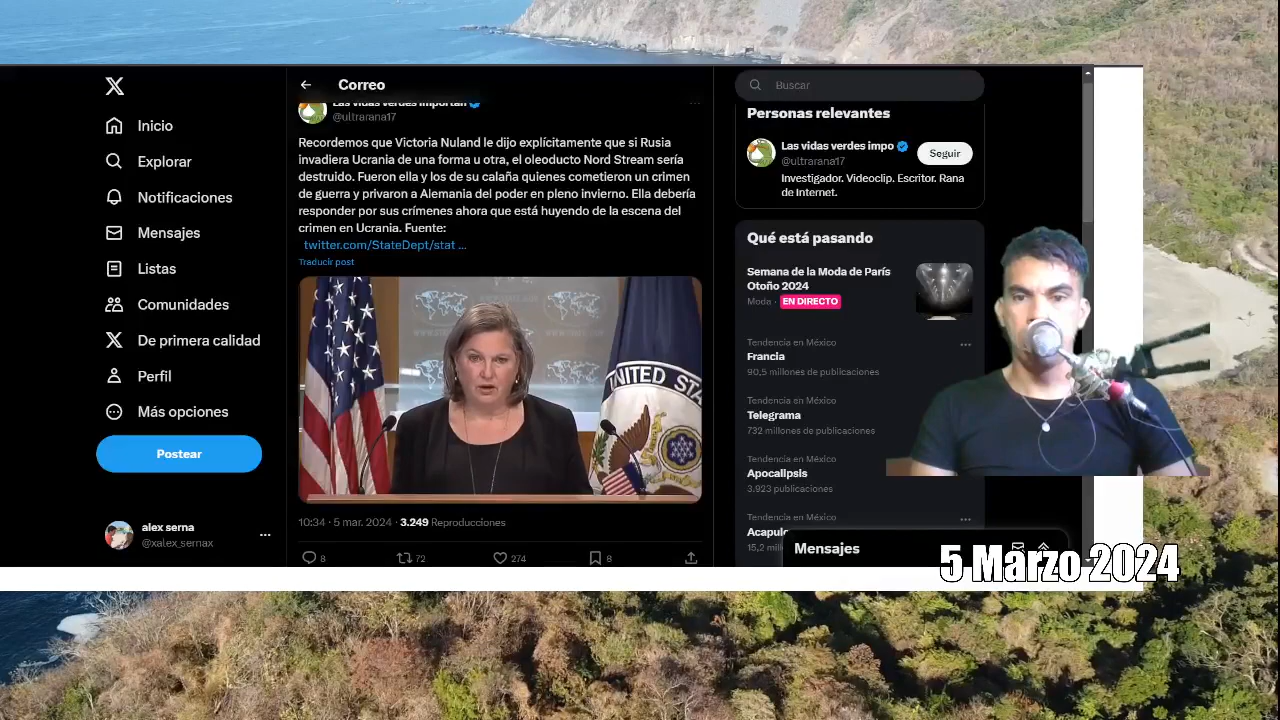 Correo
Buscar
Las vidas verdes importan
@ultrarana17
Inicio
Explorar
Notificaciones
Mensajes
Listas
Comunidades
De primera calidad
Perfil
Más opciones
Postear
alex serna
@xalex_sernax
Recordemos que Victoria Nuland le dijo explícitamente que si Rusia
invadiera Ucrania de una forma u otra, el oleoducto Nord Stream sería
destruido. Fueron ella y los de su calaña quienes cometieron un crimen
de guerra y privaron a Alemania del poder en pleno invierno. Ella debería
responder por sus crímenes ahora que está huyendo de la escena del
crimen en Ucrania. Fuente:
twitter.com/StateDept/stat ...
Traducir post
UNITED STA
10:34 · 5 mar. 2024 · 3.249 Reproducciones
8 72 274 8
Personas relevantes
Las vidas verdes impo
@ultrarana17
Seguir
Investigador. Videoclip. Escritor. Rana
de Internet.
Qué está pasando
Semana de la Moda de París
Otoño 2024
Moda · EN DIRECTO
Tendencia en México
Francia
90,5 millones de publicaciones
Tendencia en México
Telegrama
732 millones de publicaciones
Tendencia en México
Apocalipsis
3.923 publicaciones
Tendencia en México
Acapulc
15,2 mil
Mensajes
5 Marzo 2024